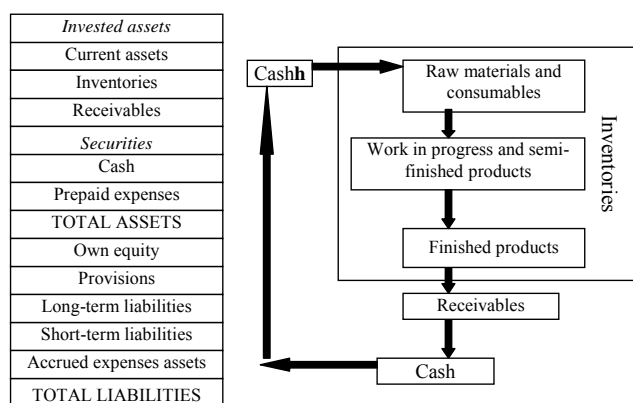 Invested assets
Current assets
Inventories
Receivables
Securities
Cash
Prepaid expenses
TOTAL ASSETS
Own equity
Provisions
Long-term liabilities
Short-term liabilities
Accrued expenses assets
TOTAL LIABILITIES
Cashh
Raw materials and
consumables
Work in progress and semi-
finished products
Finished products
Inventories
Receivables
Cash